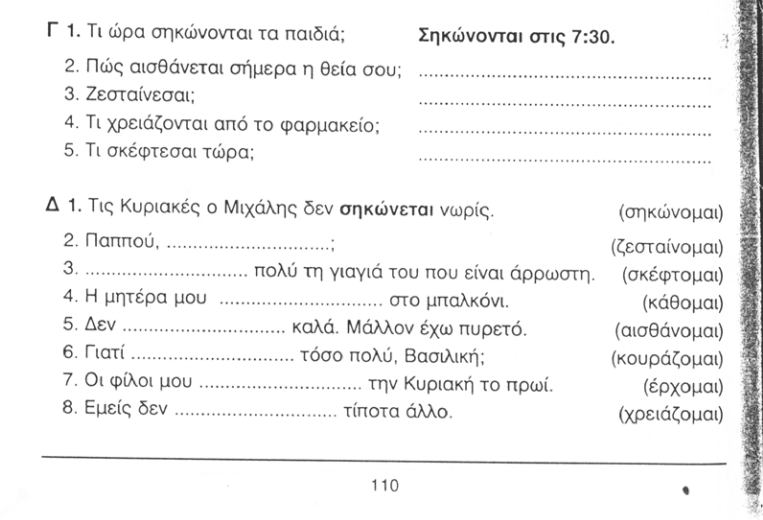 Γ 1. Τι ώρα σηκώνονται τα παιδιά; Σηκώνονται στις 7:30.
2. Πώς αισθάνεται σήμερα η θεία σου; ......................................................
3. Ζεσταίνεσαι; ......................................................
4. Τι χρειάζονται από το φαρμακείο; ......................................................
5. Τι σκέφτεσαι τώρα; ......................................................
Δ 1. Τις Κυριακές ο Μιχάλης δεν σηκώνεται νωρίς. (σηκώνομαι)
2. Παππού, ..............................; (ζεσταίνομαι)
3. .............................. πολύ τη γιαγιά του που είναι άρρωστη. (σκέφτομαι)
4. Η μητέρα μου .............................. στο μπαλκόνι. (κάθομαι)
5. Δεν .............................. καλά. Μάλλον έχω πυρετό. (αισθάνομαι)
6. Γιατί .............................. τόσο πολύ, Βασιλική; (κουράζομαι)
7. Οι φίλοι μου .............................. την Κυριακή το πρωί. (έρχομαι)
8. Εμείς δεν .............................. τίποτα άλλο. (χρειάζομαι)
110